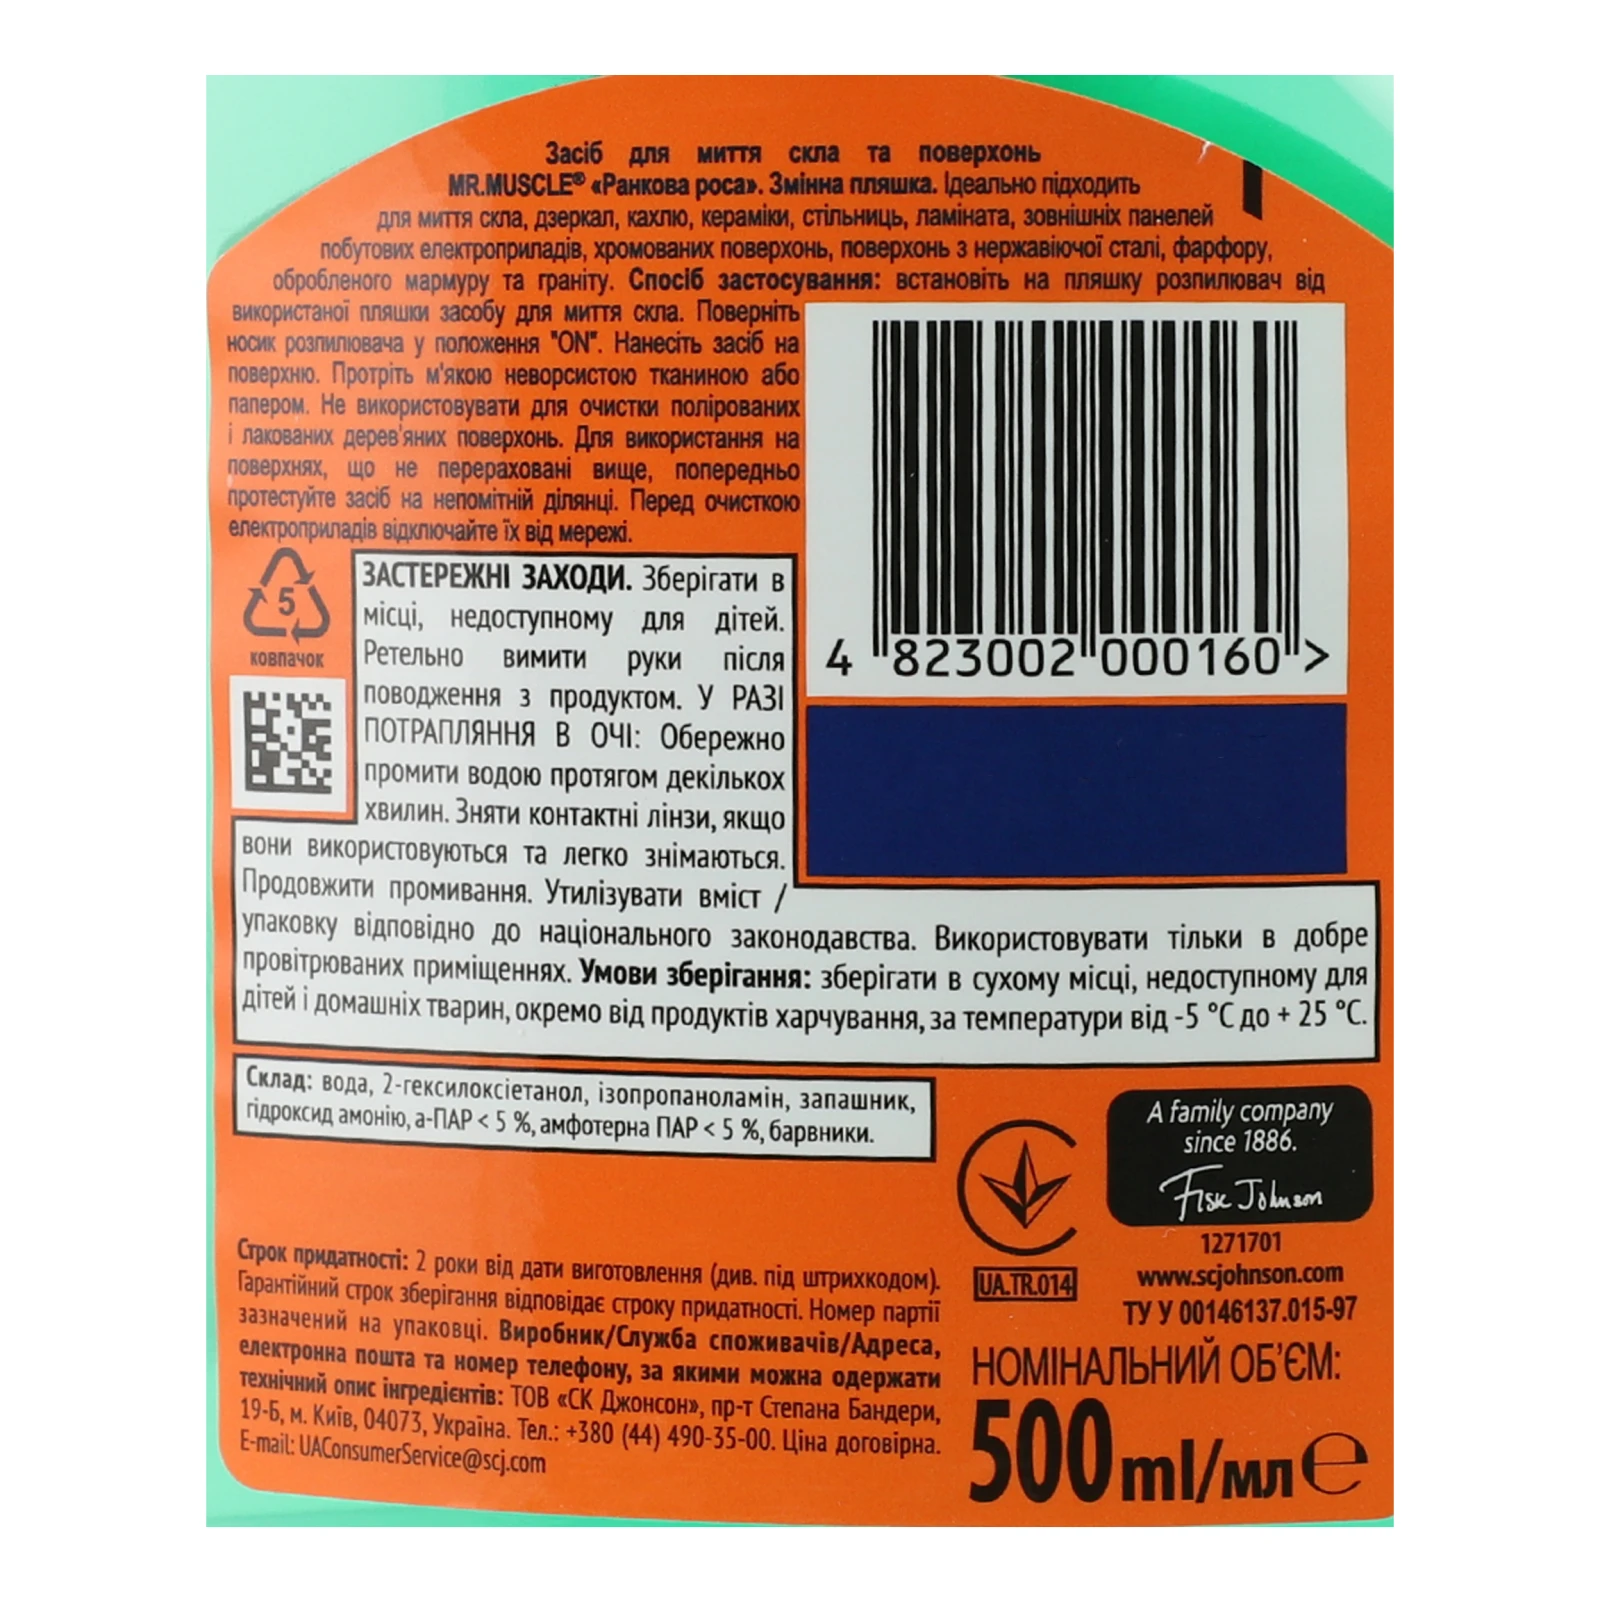 Засіб для миття скла та поверхонь
MR.MUSCLE® «Ранкова роса». Змінна пляшка. Ідеально підходить
для миття скла, дзеркал, кахлю, кераміки, стільниць, ламіната, зовнішніх панелей
побутових електроприладів, хромованих поверхонь, поверхонь з нержавіючої сталі, фарфору,
обробленого мармуру та граніту. Спосіб застосування: встановіть на пляшку розпилювач від
використаної пляшки засобу для миття скла. Поверніть
носик розпилювача у положення "ON". Нанесіть засіб на
поверхню. Протріть м'якою неворсистою тканиною або
папером. Не використовувати для очистки полірованих
і лакованих дерев'яних поверхонь. Для використання на
поверхнях, що не перераховані вище, попередньо
протестуйте засіб на непомітній ділянці. Перед очисткою
електроприладів відключайте їх від мережі.
5
ковпачок
ЗАСТЕРЕЖНІ ЗАХОДИ. Зберігати в
місці, недоступному для дітей.
Ретельно вимити руки після
поводження з продуктом. У РАЗІ
ПОТРАПЛЯННЯ В ОЧІ: Обережно
промити водою протягом декількох
хвилин. Зняти контактні лінзи, якщо
вони використовуються та легко знімаються.
Продовжити промивання. Утилізувати вміст /
упаковку відповідно до національного законодавства. Використовувати тільки в добре
провітрюваних приміщеннях. Умови зберігання: зберігати в сухому місці, недоступному для
дітей і домашніх тварин, окремо від продуктів харчування, за температури від -5 °C до + 25 °C.
4 823002 000160 >
Склад: вода, 2-гексилоксіетанол, ізопропаноламін, запашник,
гідроксид амонію, а-ПАР < 5 %, амфотерна ПАР < 5 %, барвники.
A family company
since 1886.
Fisk Johnson
1271701
www.scjohnson.com
ТУ У 00146137.015-97
UA.TR.014
Строк придатності: 2 роки від дати виготовлення (див. під штрихкодом).
Гарантійний строк зберігання відповідає строку придатності. Номер партії
зазначений на упаковці. Виробник/Служба споживачів/Адреса,
електронна пошта та номер телефону, за якими можна одержати
технічний опис інгредієнтів: ТОВ «СК Джонсон», пр-т Степана Бандери,
19-Б, м. Київ, 04073, Україна. Тел.: +380 (44) 490-35-00. Ціна договірна.
E-mail: UAConsumerService@scj.com
НОМІНАЛЬНИЙ ОБ'ЄМ:
500 ml/мл ℮